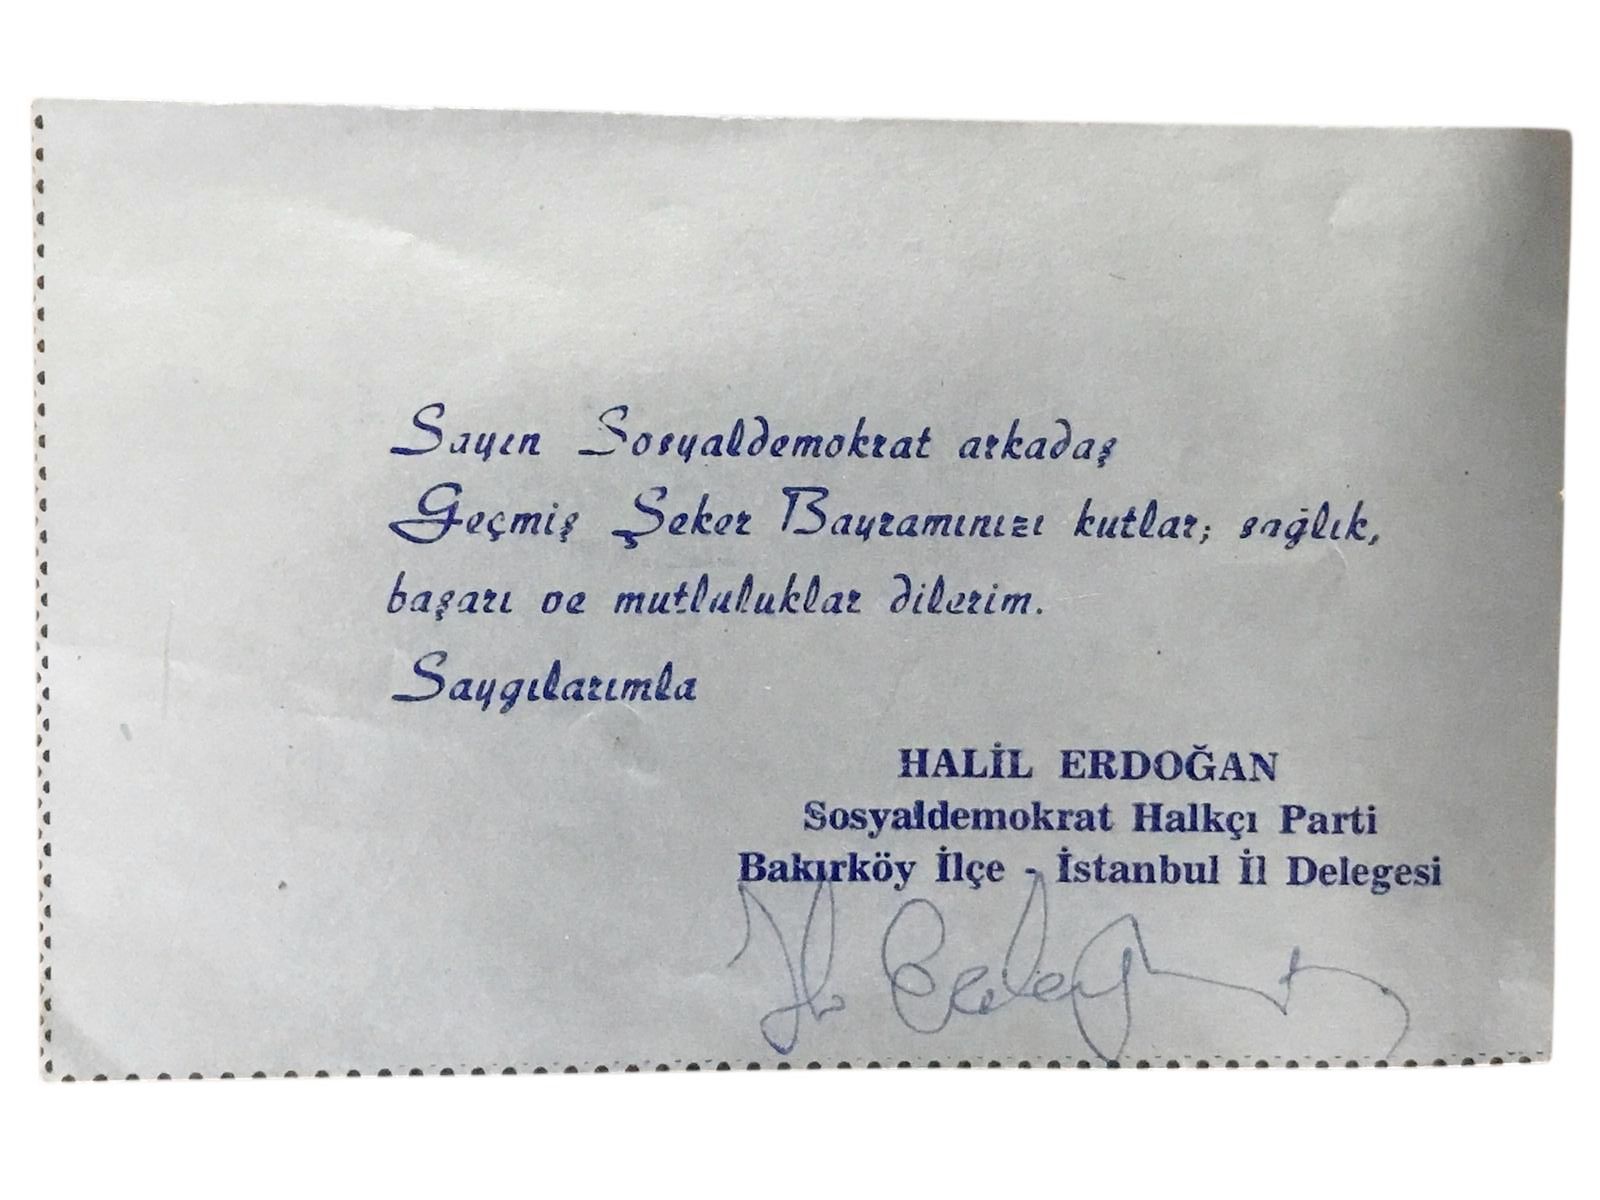 Sayın Sosyaldemokrat arkadaş
Geçmiş Şeker Bayramınızı kutlar; sağlık,
başarı ve mutluluklar dilerim.
Saygılarımla
HALİL ERDOĞAN
Sosyaldemokrat Halkçı Parti
Bakırköy İlçe - İstanbul İl Delegesi